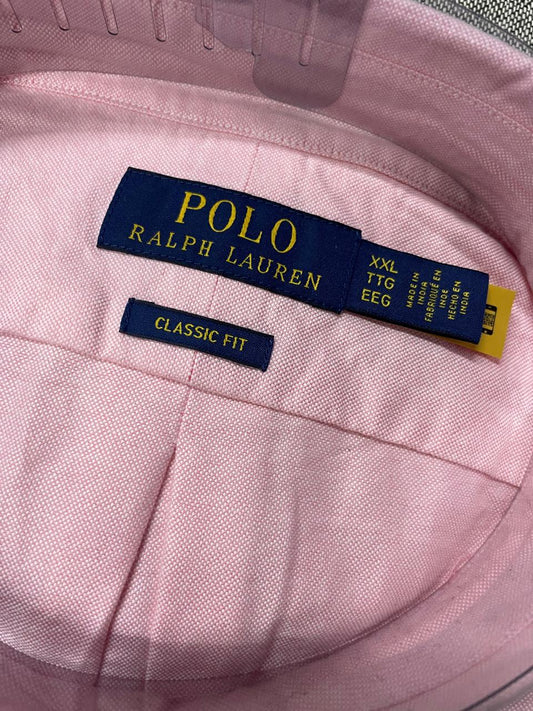 POLO
RALPH LAUREN
XXL
TTG
EEG
MADE IN
INDIA
FABRIQUÉ EN
INDE
HECHO EN
INDIA
CLASSIC FIT